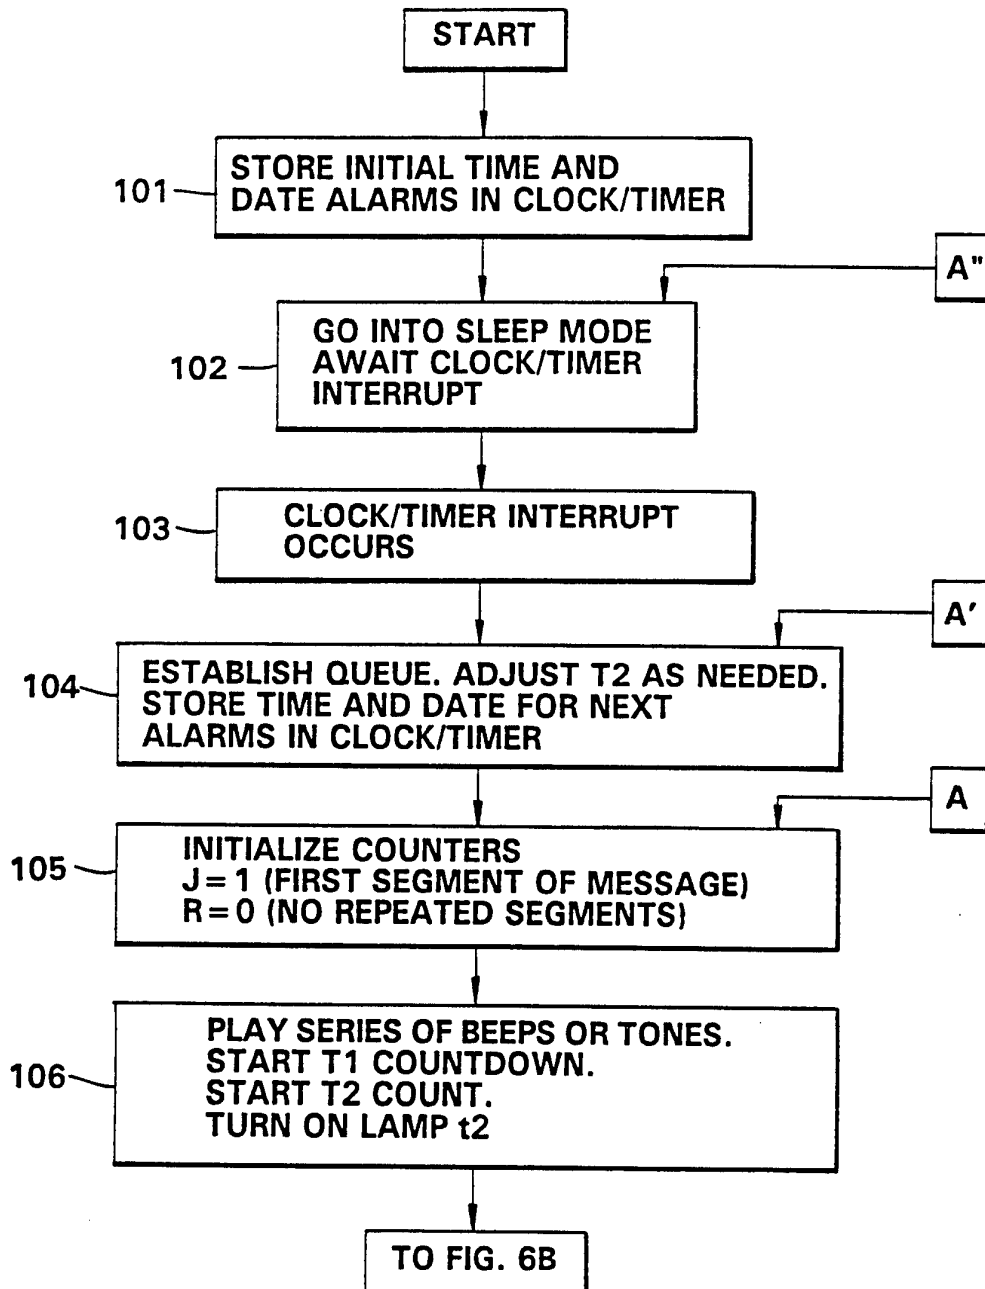 START
101
STORE INITIAL TIME AND
DATE ALARMS IN CLOCK/TIMER
A"
102
GO INTO SLEEP MODE
AWAIT CLOCK/TIMER
INTERRUPT
103
CLOCK/TIMER INTERRUPT
OCCURS
A'
104
ESTABLISH QUEUE. ADJUST T2 AS NEEDED.
STORE TIME AND DATE FOR NEXT
ALARMS IN CLOCK/TIMER
A
105
INITIALIZE COUNTERS
J=1 (FIRST SEGMENT OF MESSAGE)
R=0 (NO REPEATED SEGMENTS)
106
PLAY SERIES OF BEEPS OR TONES.
START T1 COUNTDOWN.
START T2 COUNT.
TURN ON LAMP t2
TO FIG. 6B